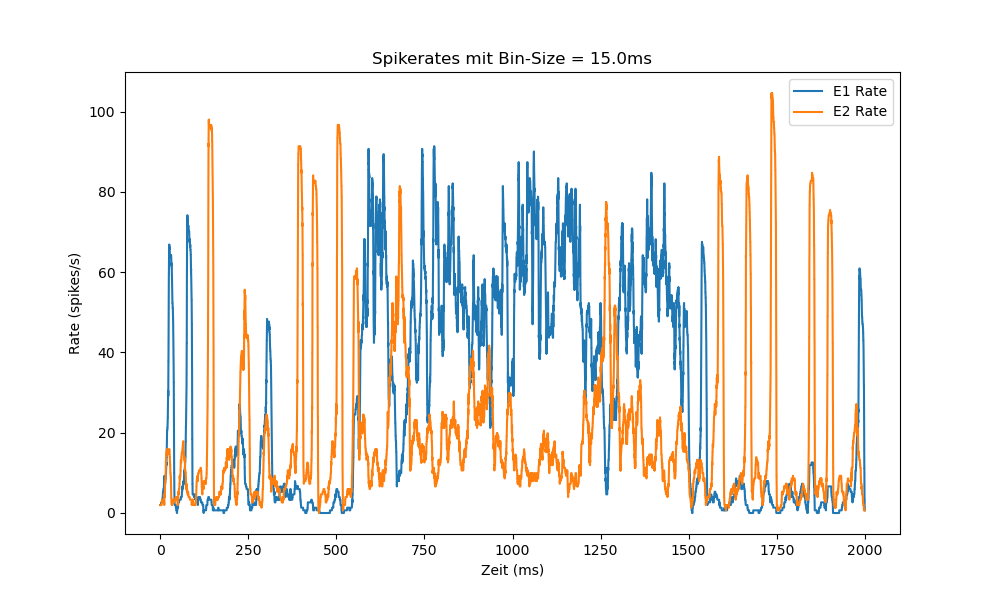 Spikerates mit Bin-Size = 15.0ms
E1 Rate
E2 Rate
Rate (spikes/s)
100
80
60
40
20
0
0 250 500 750 1000 1250 1500 1750 2000
Zeit (ms)